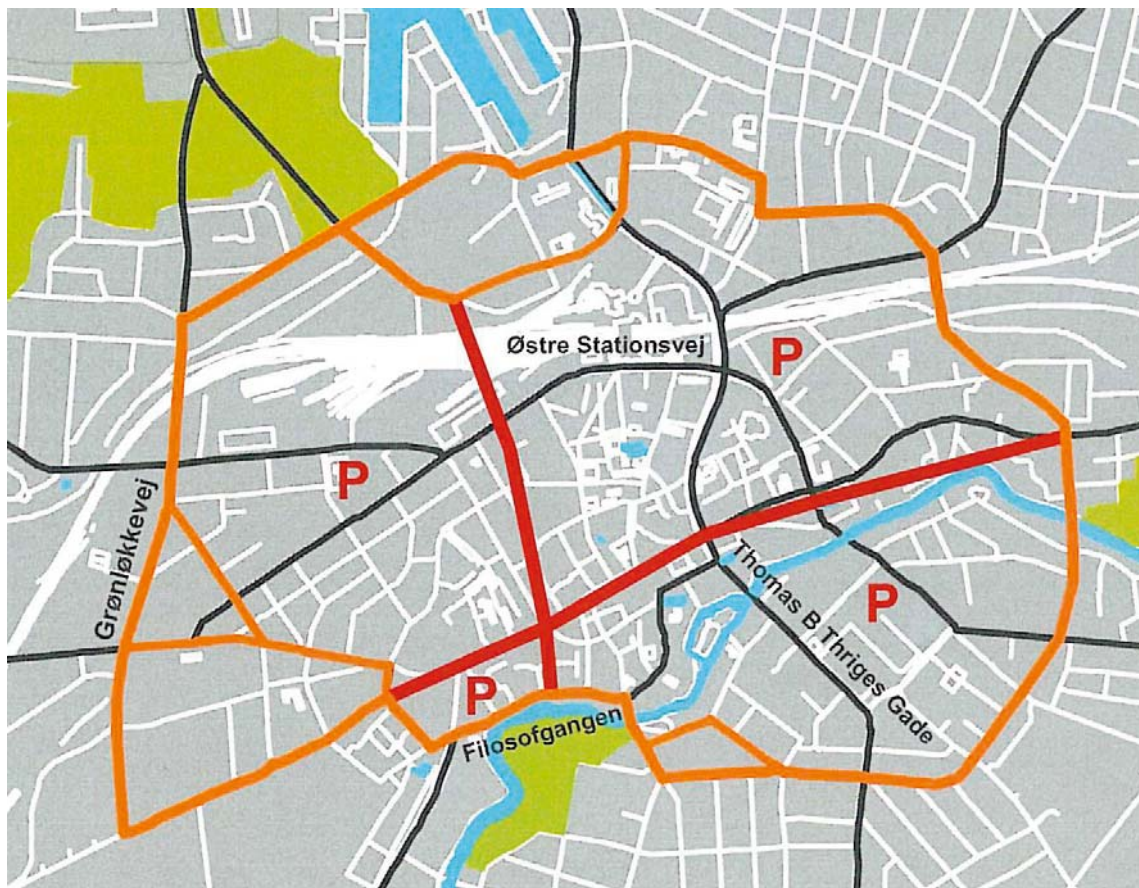 Østre Stationsvej
P
P
Grønløkkevej
Thomas B Thriges Gade
P
P
Filosofgangen